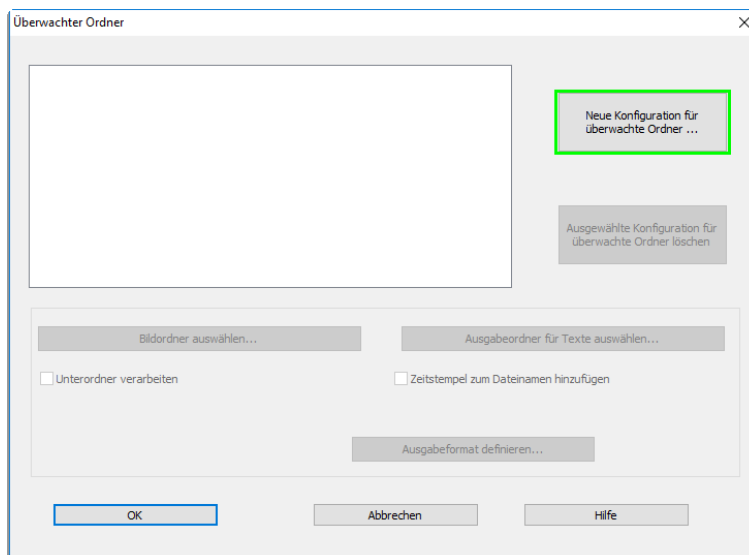 Überwachter Ordner
Neue Konfiguration für
überwachte Ordner ...
Ausgewählte Konfiguration für
überwachte Ordner löschen
Bildordner auswählen...
Ausgabeordner für Texte auswählen...
Unterordner verarbeiten
Zeitstempel zum Dateinamen hinzufügen
Ausgabeformat definieren...
OK
Abbrechen
Hilfe